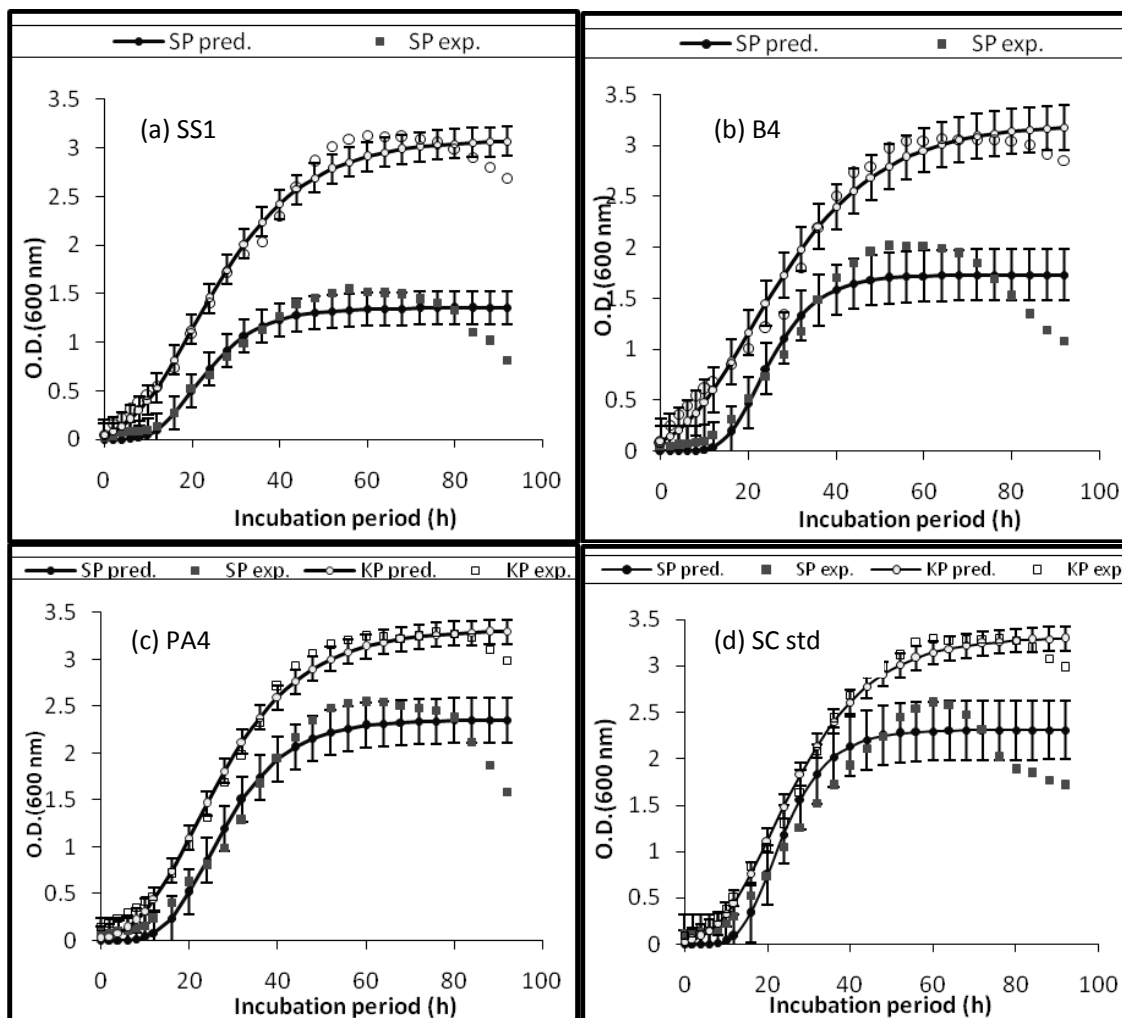 SP pred. SP exp.
(a) SS1
O.D.(600 nm)
3.5
3
2.5
2
1.5
1
0.5
0
0 20 40 60 80 100
Incubation period (h)
SP pred. SP exp.
(b) B4
O.D.(600 nm)
3.5
3
2.5
2
1.5
1
0.5
0
0 20 40 60 80 100
Incubation period (h)
SP pred. SP exp. KP pred. KP exp.
(c) PA4
O.D.(600 nm)
3.5
3
2.5
2
1.5
1
0.5
0
0 20 40 60 80 100
Incubation period (h)
SP pred. SP exp. KP pred. KP exp.
(d) SC std
O.D.(600 nm)
3.5
3
2.5
2
1.5
1
0.5
0
0 20 40 60 80 100
Incubation period (h)